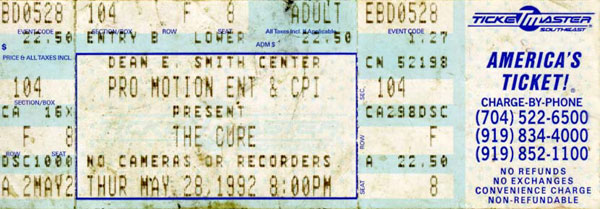 EBD0528 104 F 8 ADULT EBD0528
EVENT CODE SECTION/BOX ROW SEAT All Taxes Incl. If Applicable EVENT CODE
$ 22.50 ENTRY B LOWER 22.50 1.27
ADM $
PRICE & ALL TAXES INCL.
DEAN E. SMITH CENTER CN 52198
104 PRO MOTION ENT & CPI 104
SECTION/BOX SEC.
CA 16X PRESENT CA298DSC
F 8 THE CURE F
ROW SEAT ROW
DSC1000 NO CAMERAS OR RECORDERS A 22.50
A 2MAY2 THUR MAY 28,1992 8:00PM 8
SEAT
TICKETMASTER
SOUTHEAST
AMERICA'S
TICKET!
CHARGE-BY-PHONE
(704) 522-6500
(919) 834-4000
(919) 852-1100
NO REFUNDS
NO EXCHANGES
CONVENIENCE CHARGE
NON-REFUNDABLE